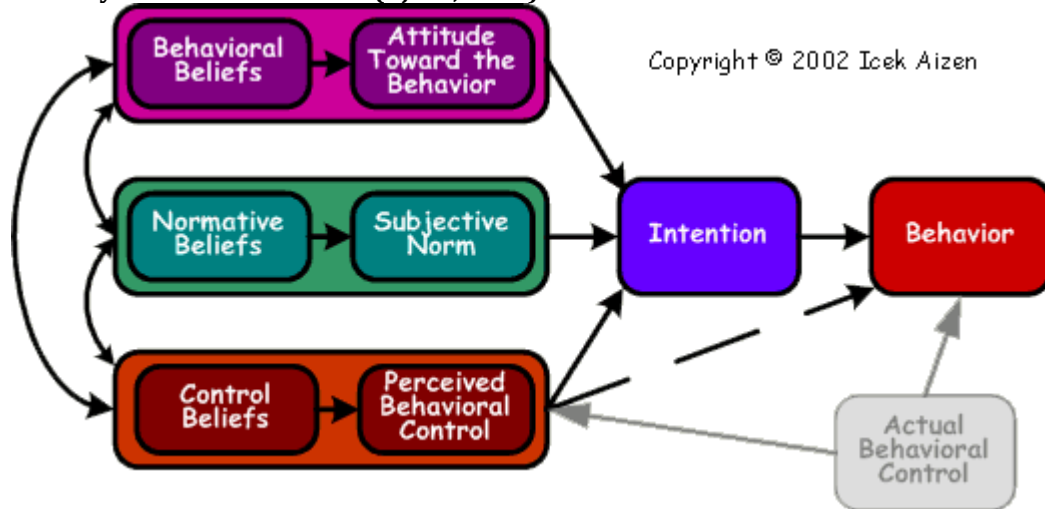 Behavioral
Beliefs
Attitude
Toward the
Behavior
Copyright © 2002 Icek Aizen
Normative
Beliefs
Subjective
Norm
Intention
Behavior
Control
Beliefs
Perceived
Behavioral
Control
Actual
Behavioral
Control